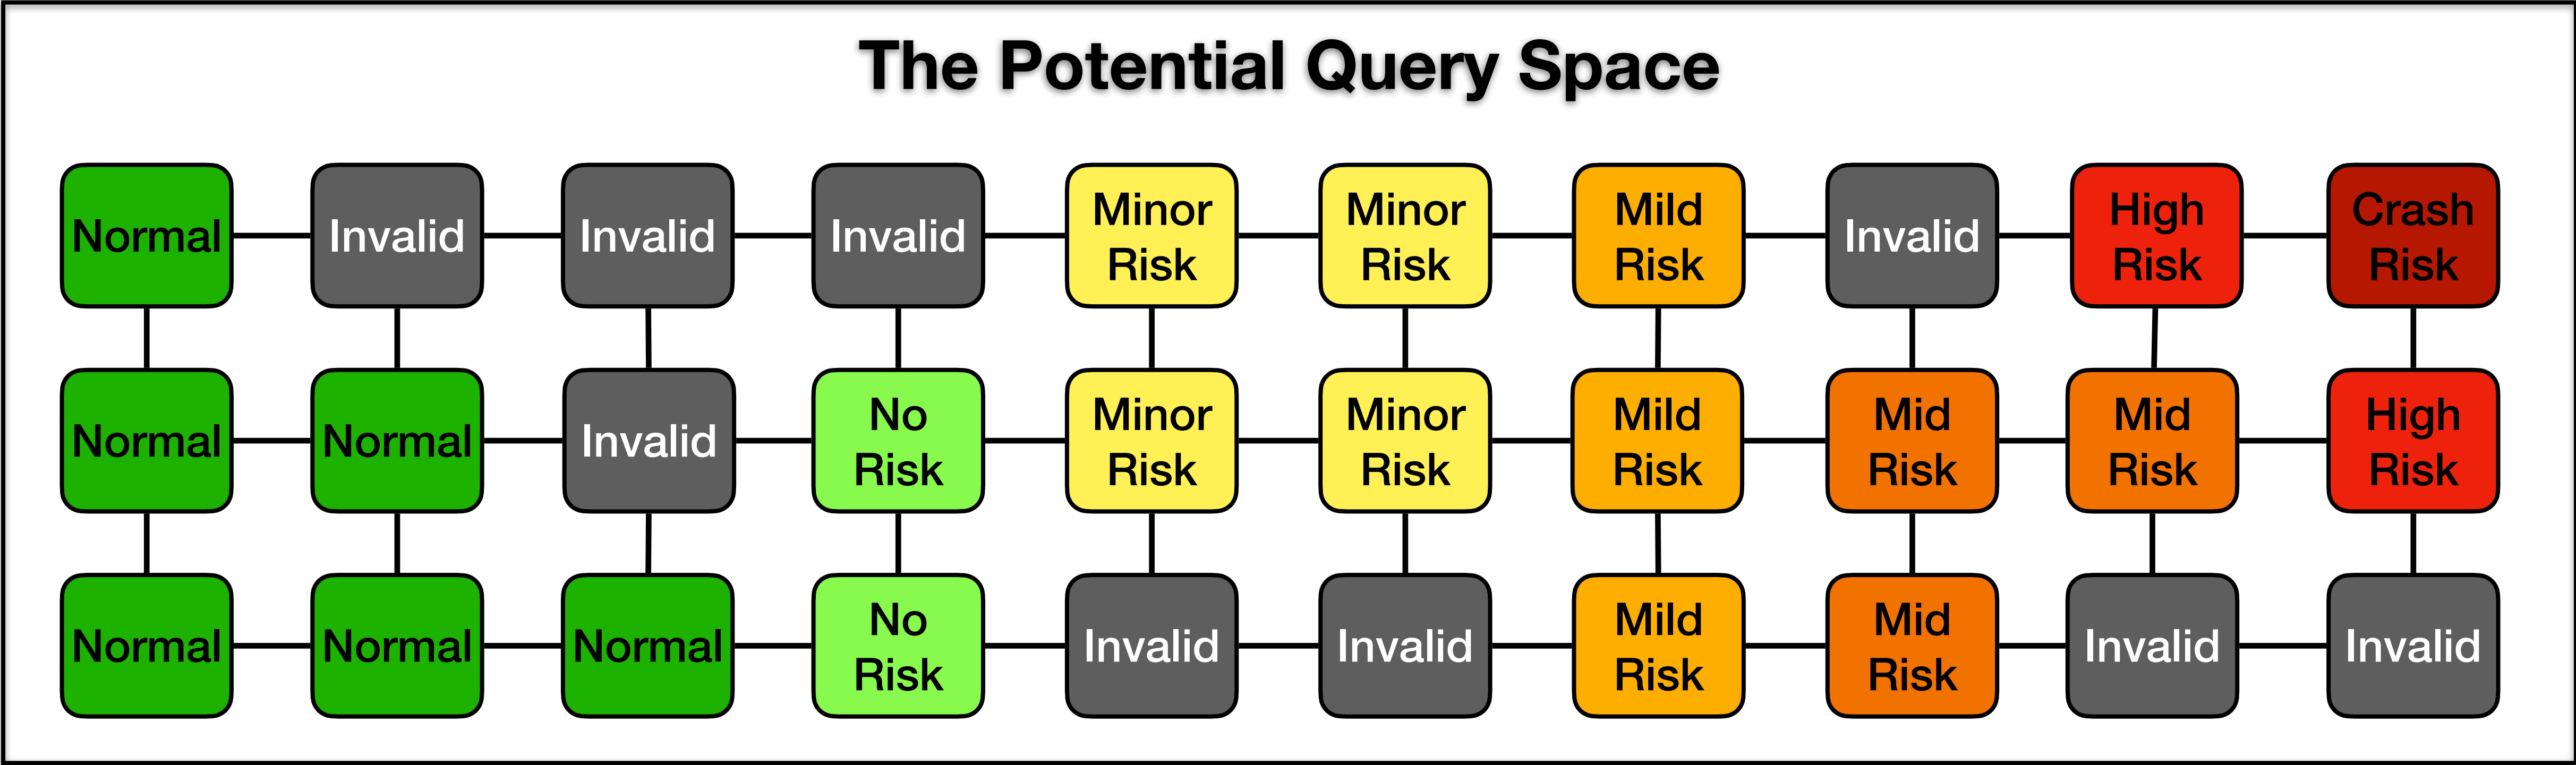 The Potential Query Space
Normal
Invalid
Invalid
Invalid
Minor
Risk
Minor
Risk
Mild
Risk
Invalid
High
Risk
Crash
Risk
Normal
Normal
Invalid
No
Risk
Minor
Risk
Minor
Risk
Mild
Risk
Mid
Risk
Mid
Risk
High
Risk
Normal
Normal
Normal
No
Risk
Invalid
Invalid
Mild
Risk
Mid
Risk
Invalid
Invalid